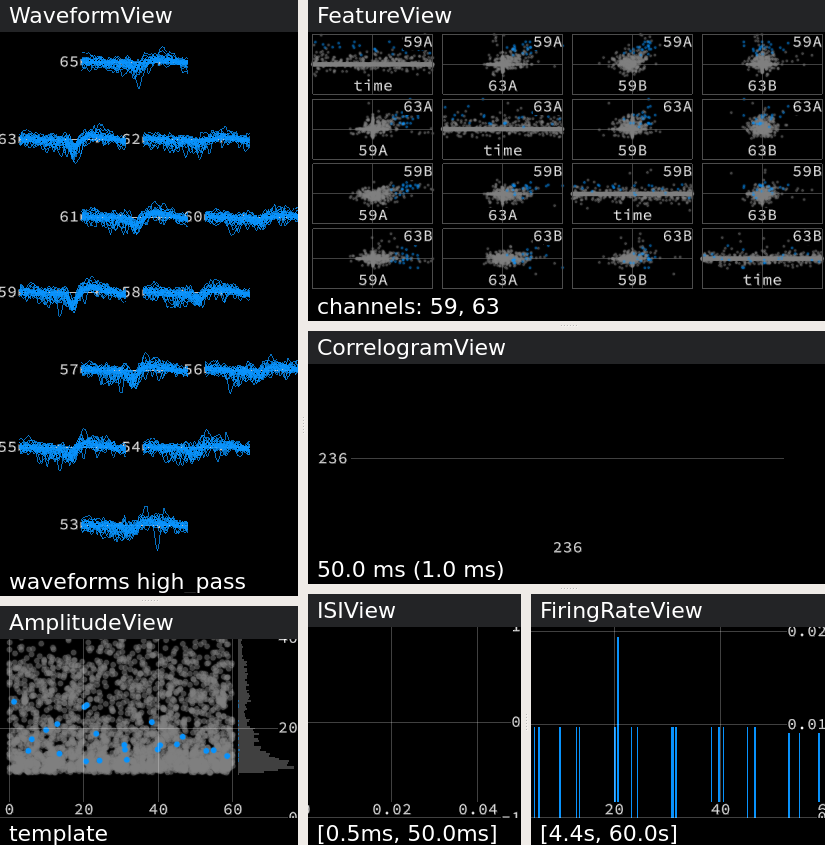 WaveformView
65
63 62
61 60
59 58
57 56
55 54
53
waveforms high_pass
AmplitudeView
20
0 20 40 60
template
FeatureView
59A 59A 59A 59A
time 63A 59B 63B
63A 63A 63A 63A
59A time 59B 63B
59B 59B 59B 59B
59A 63A time 63B
63B 63B 63B 63B
59A 63A 59B time
channels: 59, 63
CorrelogramView
236
236
50.0 ms (1.0 ms)
ISIView
0
0.02 0.04
-1
[0.5ms, 50.0ms]
FiringRateView
0.02
0.01
20 40
[4.4s, 60.0s]